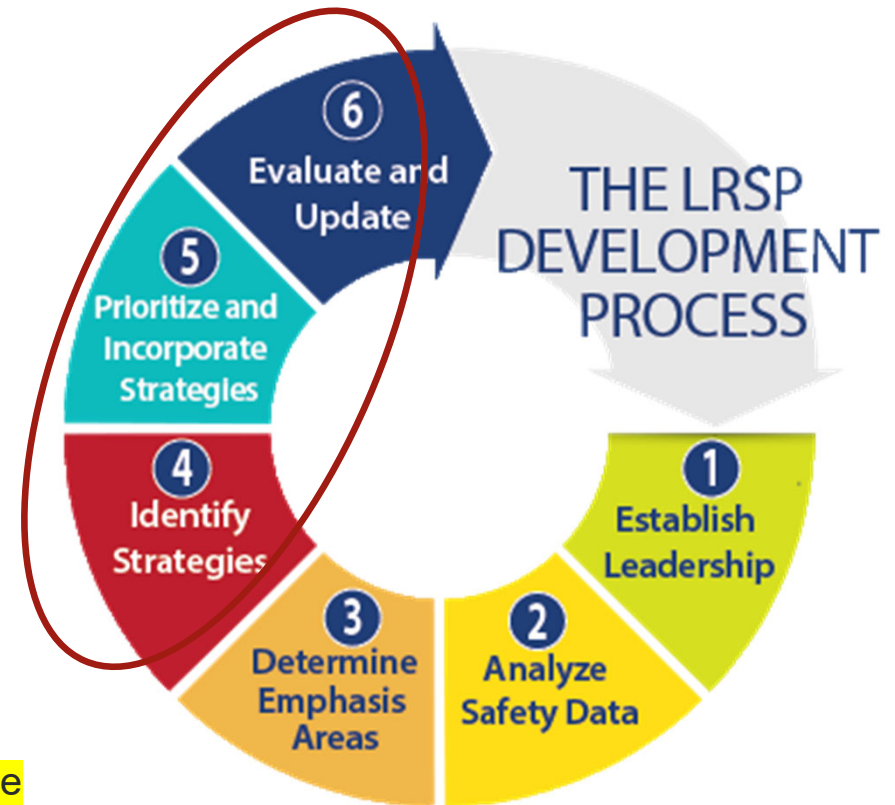 THE LRSP
DEVELOPMENT
PROCESS
1
Establish
Leadership
2
Analyze
Safety Data
3
Determine
Emphasis
Areas
4
Identify
Strategies
5
Prioritize and
Incorporate
Strategies
6
Evaluate and
Update
e